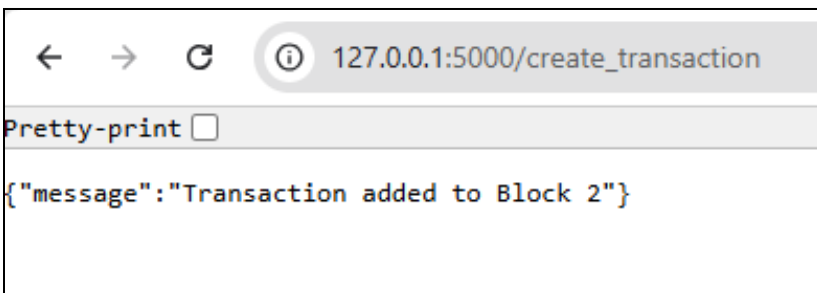 127.0.0.1:5000/create_transaction
Pretty-print
{"message":"Transaction added to Block 2"}